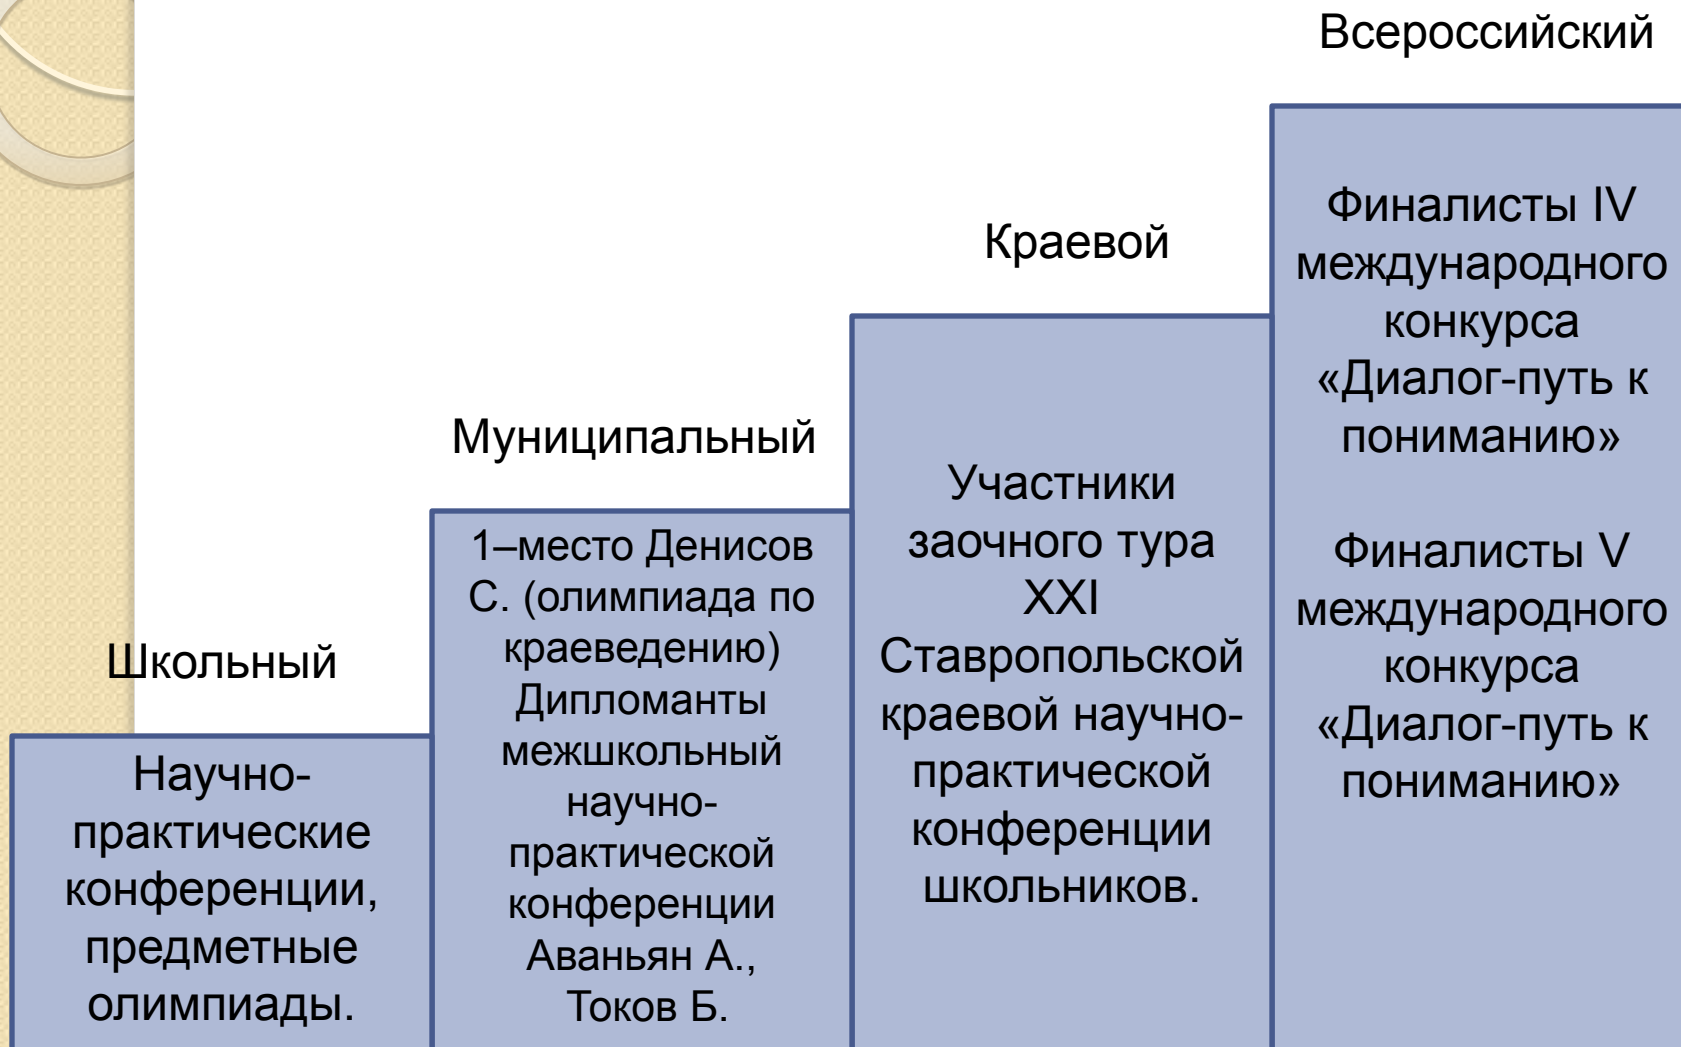 Школьный
Научно-
практические
конференции,
предметные
олимпиады.
Муниципальный
1–место Денисов
С. (олимпиада по
краеведению)
Дипломанты
межшкольный
научно-
практической
конференции
Аваньян А.,
Токов Б.
Краевой
Участники
заочного тура
XXI
Ставропольской
краевой научно-
практической
конференции
школьников.
Всероссийский
Финалисты IV
международного
конкурса
«Диалог-путь к
пониманию»
Финалисты V
международного
конкурса
«Диалог-путь к
пониманию»